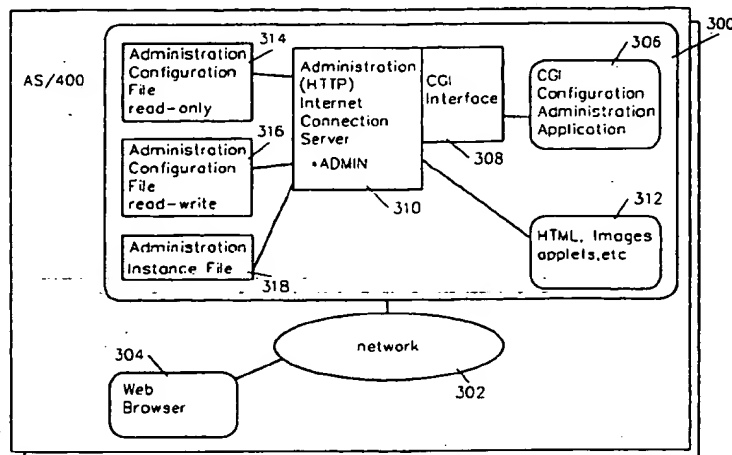 300
AS/400
Administration
Configuration
File
read-only
314
Administration
Configuration
File
read-write
316
Administration
Instance File
318
Administration
(HTTP)
Internet
Connection
Server
*ADMIN
310
CGI
Interface
308
306
CGI
Configuration
Administration
Application
312
HTML, Images
applets,etc
network
302
304
Web
Browser